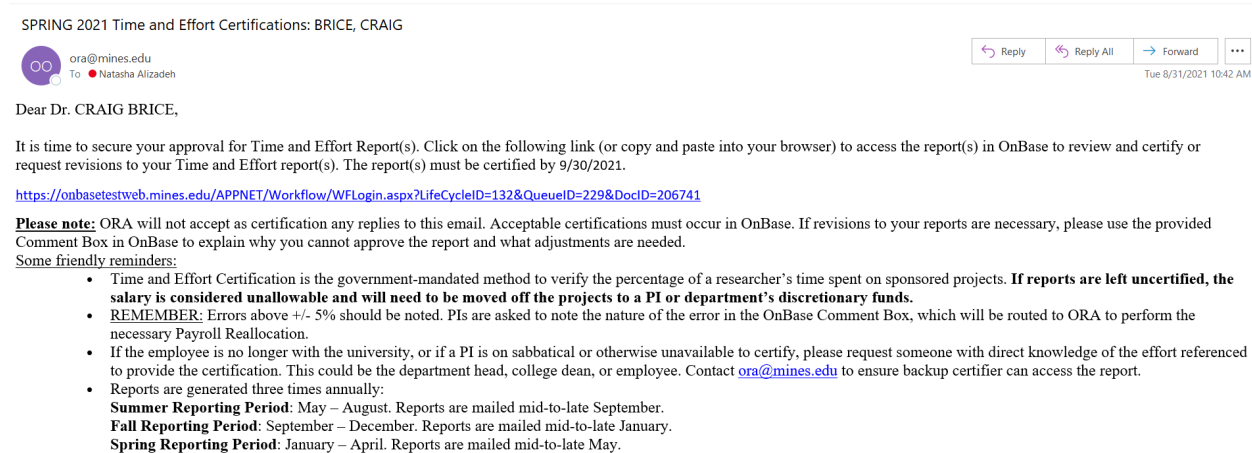 SPRING 2021 Time and Effort Certifications: BRICE, CRAIG
OO
ora@mines.edu
To Natasha Alizadeh
Reply
Reply All
Forward
...
Tue 8/31/2021 10:42 AM
Dear Dr. CRAIG BRICE,
It is time to secure your approval for Time and Effort Report(s). Click on the following link (or copy and paste into your browser) to access the report(s) in OnBase to review and certify or
request revisions to your Time and Effort report(s). The report(s) must be certified by 9/30/2021.
https://onbasetestweb.mines.edu/APPNET/Workflow/WFLogin.aspx?LifeCycleID=132&QueueID=229&DocID=206741
Please note: ORA will not accept as certification any replies to this email. Acceptable certifications must occur in OnBase. If revisions to your reports are necessary, please use the provided
Comment Box in OnBase to explain why you cannot approve the report and what adjustments are needed.
Some friendly reminders:
• Time and Effort Certification is the government-mandated method to verify the percentage of a researcher's time spent on sponsored projects. If reports are left uncertified, the
salary is considered unallowable and will need to be moved off the projects to a PI or department's discretionary funds.
• REMEMBER: Errors above +/- 5% should be noted. PIs are asked to note the nature of the error in the OnBase Comment Box, which will be routed to ORA to perform the
necessary Payroll Reallocation.
• If the employee is no longer with the university, or if a PI is on sabbatical or otherwise unavailable to certify, please request someone with direct knowledge of the effort referenced
to provide the certification. This could be the department head, college dean, or employee. Contact ora@mines.edu to ensure backup certifier can access the report.
• Reports are generated three times annually:
Summer Reporting Period: May – August. Reports are mailed mid-to-late September.
Fall Reporting Period: September – December. Reports are mailed mid-to-late January.
Spring Reporting Period: January – April. Reports are mailed mid-to-late May.